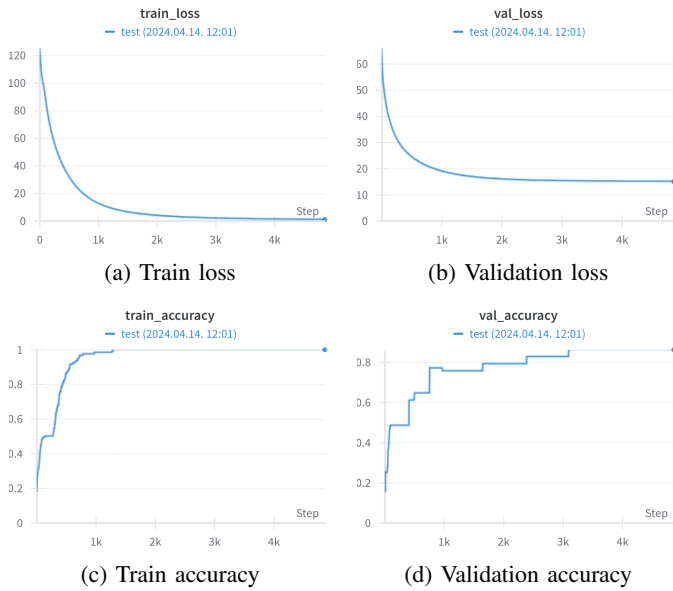 train_loss
test (2024.04.14. 12:01)
120
100
80
60
40
20
0
Step
0 1k 2k 3k 4k
(a) Train loss
val_loss
test (2024.04.14. 12:01)
60
50
40
30
20
10
0
Step
1k 2k 3k 4k
(b) Validation loss
train_accuracy
test (2024.04.14. 12:01)
1
0.8
0.6
0.4
0.2
0
Step
1k 2k 3k 4k
(c) Train accuracy
val_accuracy
test (2024.04.14. 12:01)
0.8
0.6
0.4
0.2
0
Step
1k 2k 3k 4k
(d) Validation accuracy